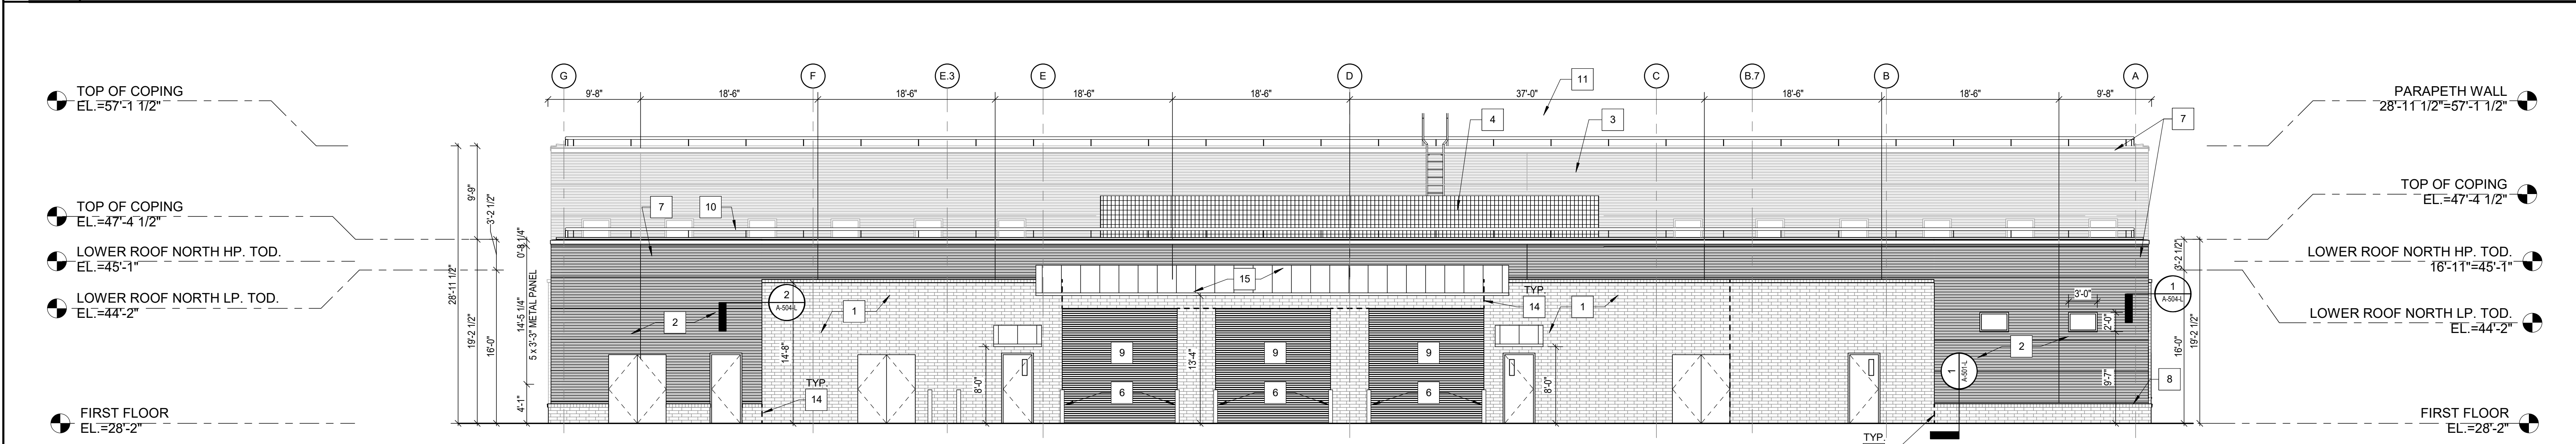 G
F
E.3
E
D
C
B.7
B
A
11
9'-8"
18'-6"
18'-6"
18'-6"
18'-6"
37'-0"
18'-6"
18'-6"
9'-8"
TOP OF COPING
EL.=57'-1 1/2"
PARAPETH WALL
28'-11 1/2"=57'-1 1/2"
4
3
7
TOP OF COPING
EL.=47'-4 1/2"
TOP OF COPING
EL.=47'-4 1/2"
7
10
LOWER ROOF NORTH HP. TOD.
EL.=45'-1"
LOWER ROOF NORTH HP. TOD.
16'-11"=45'-1"
LOWER ROOF NORTH LP. TOD.
EL.=44'-2"
LOWER ROOF NORTH LP. TOD.
EL.=44'-2"
28'-11 1/2"
9'-9"
19'-2 1/2"
3'-2 1/2"
16'-0"
0'-8 1/4"
14'-5 1/4"
5 x 3'-3" METAL PANEL
4'-1"
15
2
2
A-504-L
1
TYP.
14
1
3'-0"
2'-0"
1
A-504-L
3'-2 1/2"
16'-0"
19'-2 1/2"
14'-8"
8'-0"
13'-4"
8'-0"
9
9
9
6
6
6
2
1
A-501-L
9'-7"
8
TYP.
14
FIRST FLOOR
EL.=28'-2"
FIRST FLOOR
EL.=28'-2"
TYP.